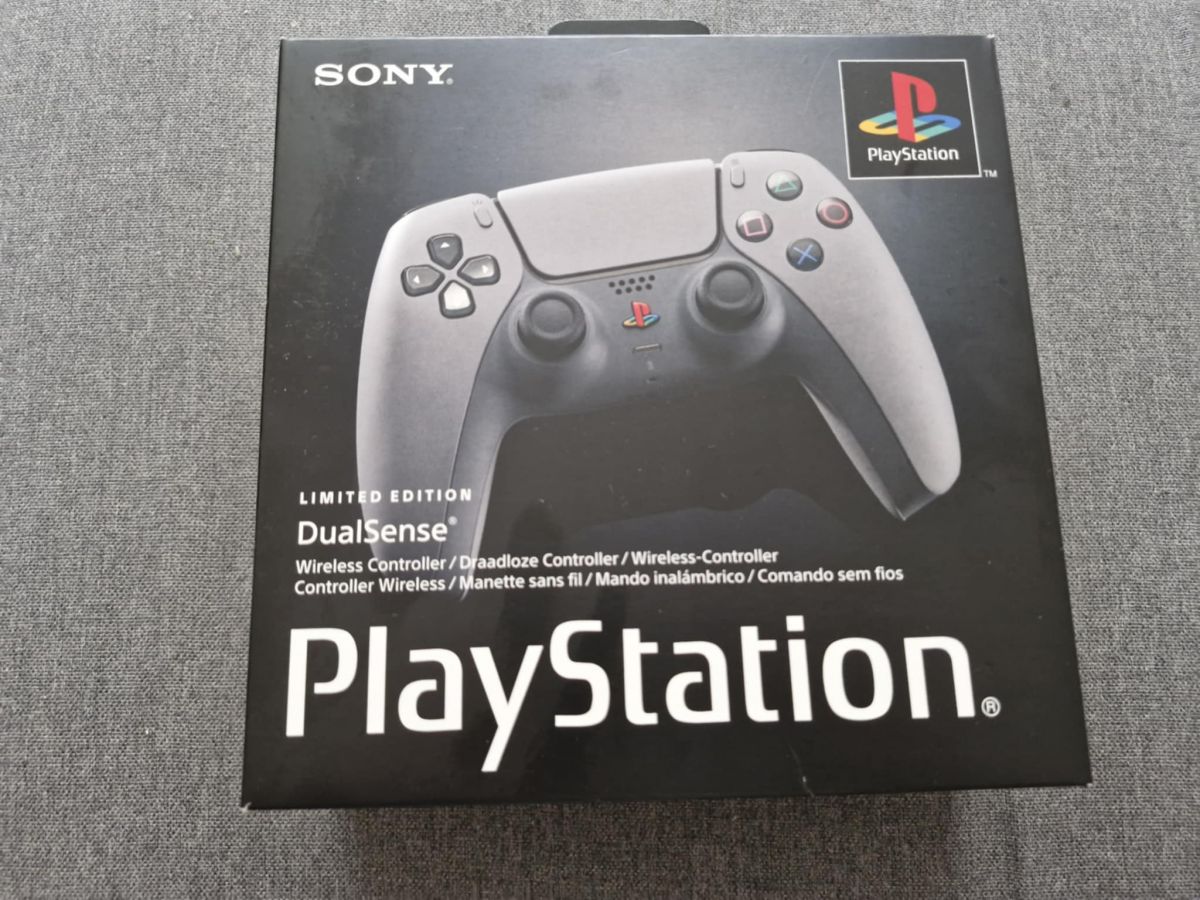 SONY®
PlayStation
TM
LIMITED EDITION
DualSense®
Wireless Controller / Draadloze Controller / Wireless-Controller
Controller Wireless / Manette sans fil / Mando inalámbrico / Comando sem fios
PlayStation®